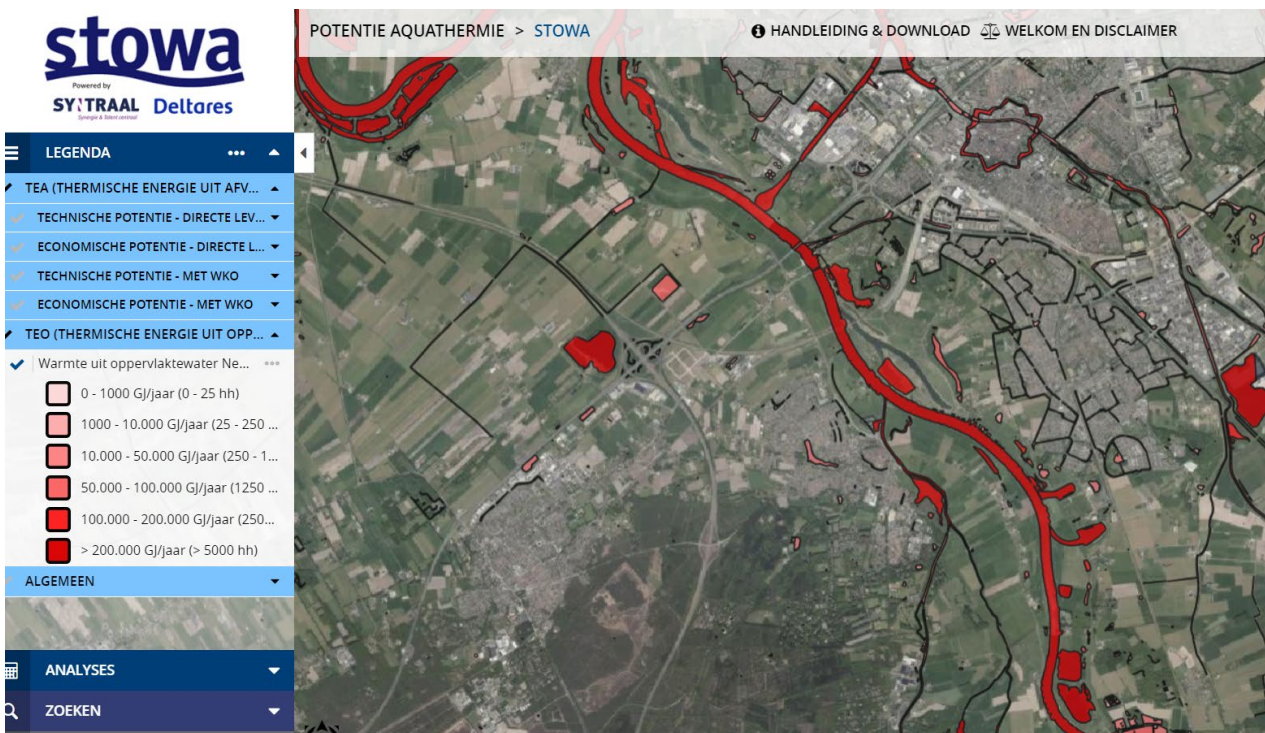 stowa
Powered by
SYNTRAAL Deltares
Synergie & Talent centraal
POTENTIE AQUATHERMIE > STOWA
HANDLEIDING & DOWNLOAD
WELKOM EN DISCLAIMER
LEGENDA
TEA (THERMISCHE ENERGIE UIT AFV...
TECHNISCHE POTENTIE - DIRECTE LEV...
ECONOMISCHE POTENTIE - DIRECTE L...
TECHNISCHE POTENTIE - MET WKO
ECONOMISCHE POTENTIE - MET WKO
TEO (THERMISCHE ENERGIE UIT OPP...
Warmte uit oppervlaktewater Ne...
0 - 1000 GJ/jaar (0 - 25 hh)
1000 - 10.000 GJ/jaar (25 - 250 ...
10.000 - 50.000 GJ/jaar (250 - 1...
50.000 - 100.000 GJ/jaar (1250 ...
100.000 - 200.000 GJ/jaar (250...
> 200.000 GJ/jaar (> 5000 hh)
ALGEMEEN
ANALYSES
ZOEKEN